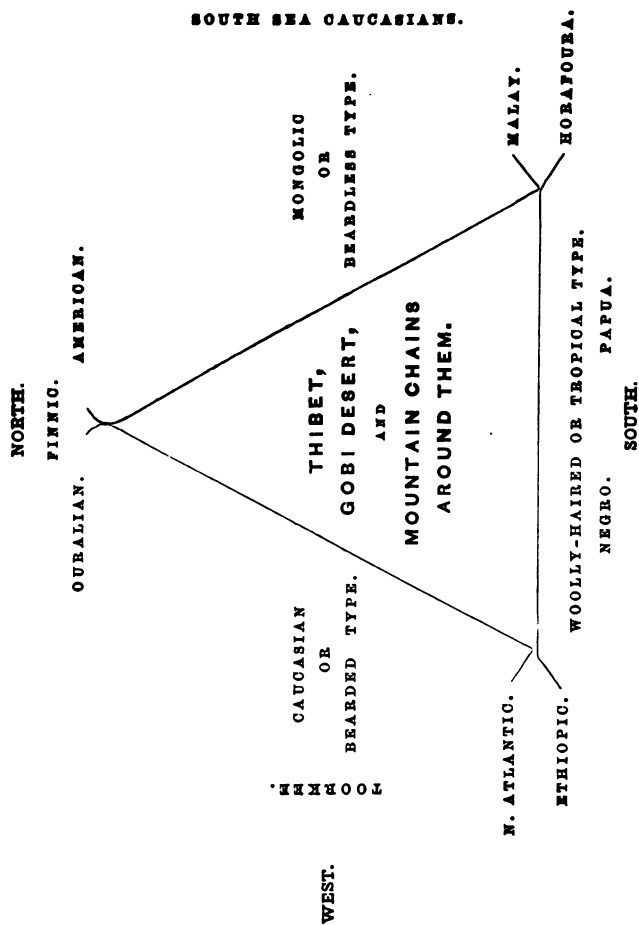 NORTH.
FINNIC.
OURALIAN. AMERICAN.
WEST.
TOORKEE.
CAUCASIAN
OR
BEARDED TYPE.
THIBET,
GOBI DESERT,
AND
MOUNTAIN CHAINS
AROUND THEM.
MONGOLIC
OR
BEARDLESS TYPE.
SOUTH SEA CAUCASIANS.
N. ATLANTIC.
ETHIOPIC.
MALAY.
HORAFOURA.
WOOLLY-HAIRED OR TROPICAL TYPE.
NEGRO. PAPUA.
SOUTH.